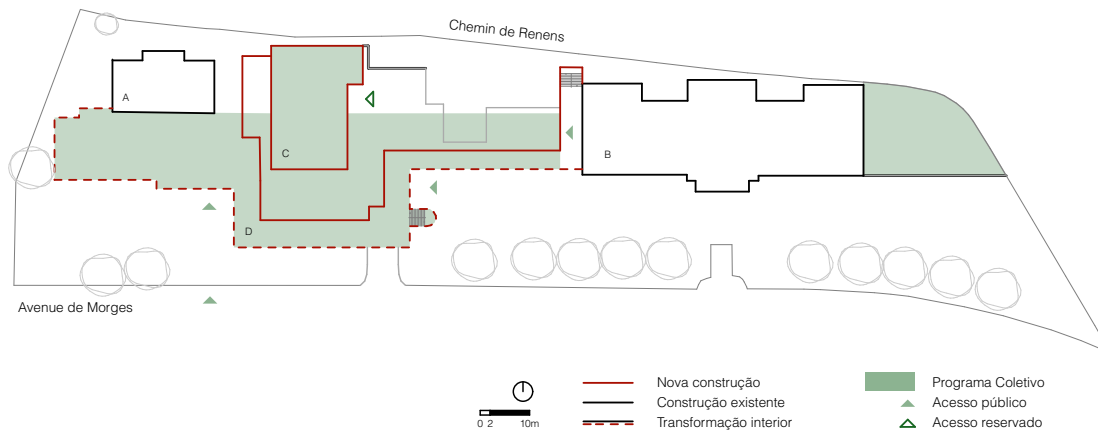 Chemin de Renens
A
C
B
D
Avenue de Morges
Nova construção
Construção existente
Transformação interior
Programa Coletivo
Acesso público
Acesso reservado
0 2 10m